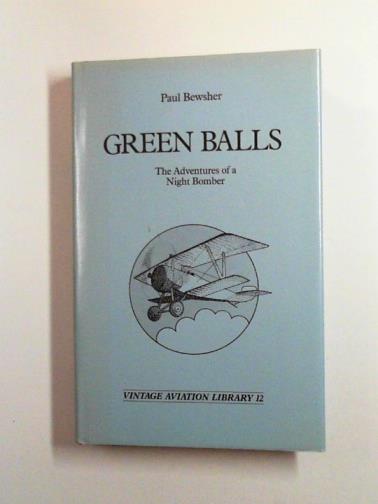 Paul Bewsher
GREEN BALLS
The Adventures of a
Night Bomber
VINTAGE AVIATION LIBRARY 12